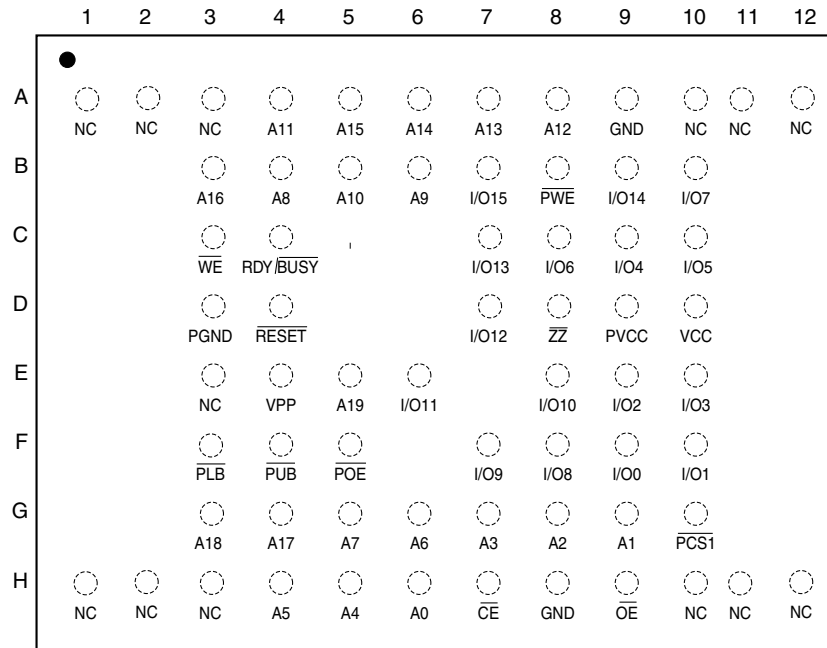 1 2 3 4 5 6 7 8 9 10 11 12
A
NC NC NC A11 A15 A14 A13 A12 GND NC NC NC
B
A16 A8 A10 A9 I/O15 PWE I/O14 I/O7
C
WE RDY/BUSY I/O13 I/O6 I/O4 I/O5
D
PGND RESET I/O12 ZZ PVCC VCC
E
NC VPP A19 I/O11 I/O10 I/O2 I/O3
F
PLB PUB POE I/O9 I/O8 I/O0 I/O1
G
A18 A17 A7 A6 A3 A2 A1 PCS1
H
NC NC NC A5 A4 A0 CE GND OE NC NC NC